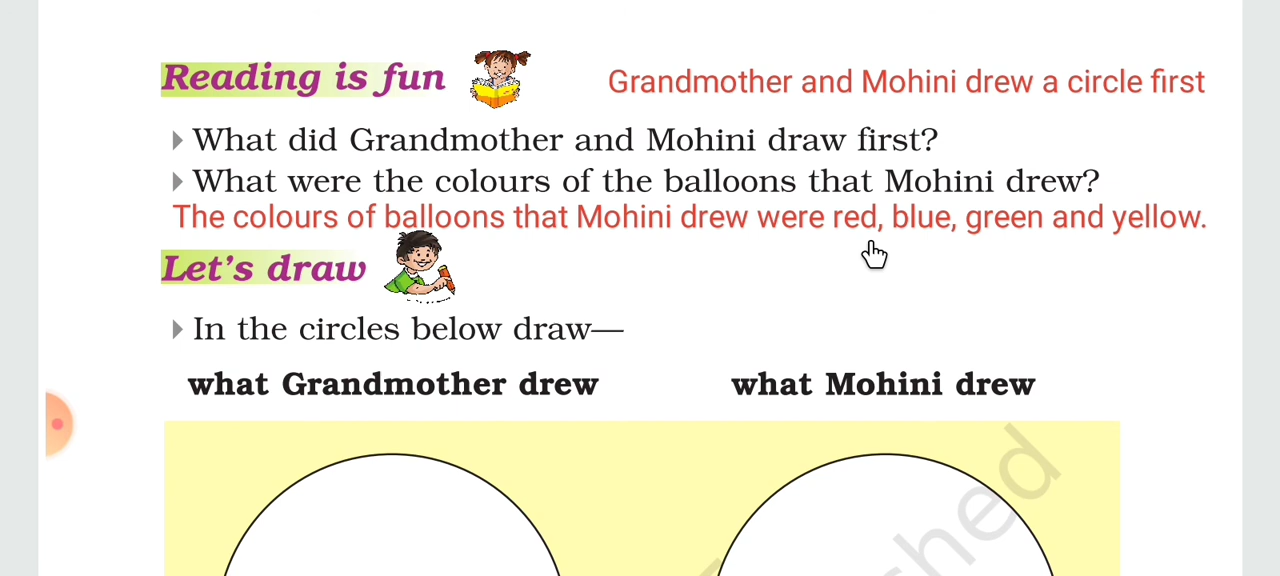 Reading is fun
Grandmother and Mohini drew a circle first
What did Grandmother and Mohini draw first?
What were the colours of the balloons that Mohini drew?
The colours of balloons that Mohini drew were red, blue, green and yellow.
Let's draw
In the circles below draw—
what Grandmother drew
what Mohini drew
shed